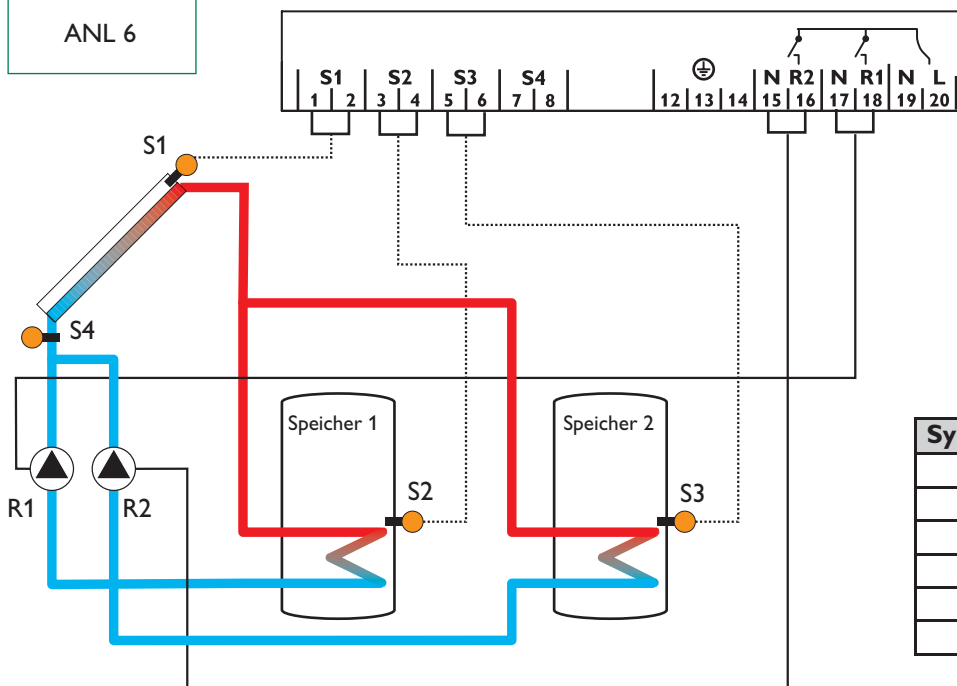 ANL 6
S1 S2 S3 S4 N R2 N R1 N L
1 2 3 4 5 6 7 8 12 13 14 15 16 17 18 19 20
S1
S4
Speicher 1
Speicher 2
S2
S3
R1
R2
Sy